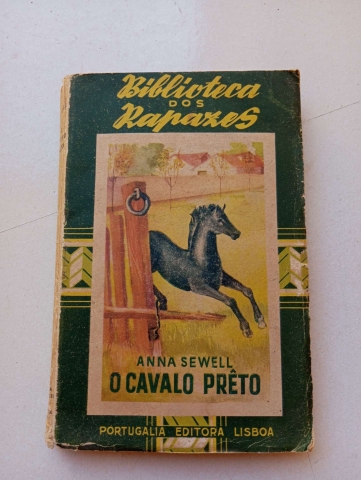 Biblioteca
DOS
Rapazes
ANNA SEWELL
O CAVALO PRÊTO
PORTUGALIA EDITORA LISBOA